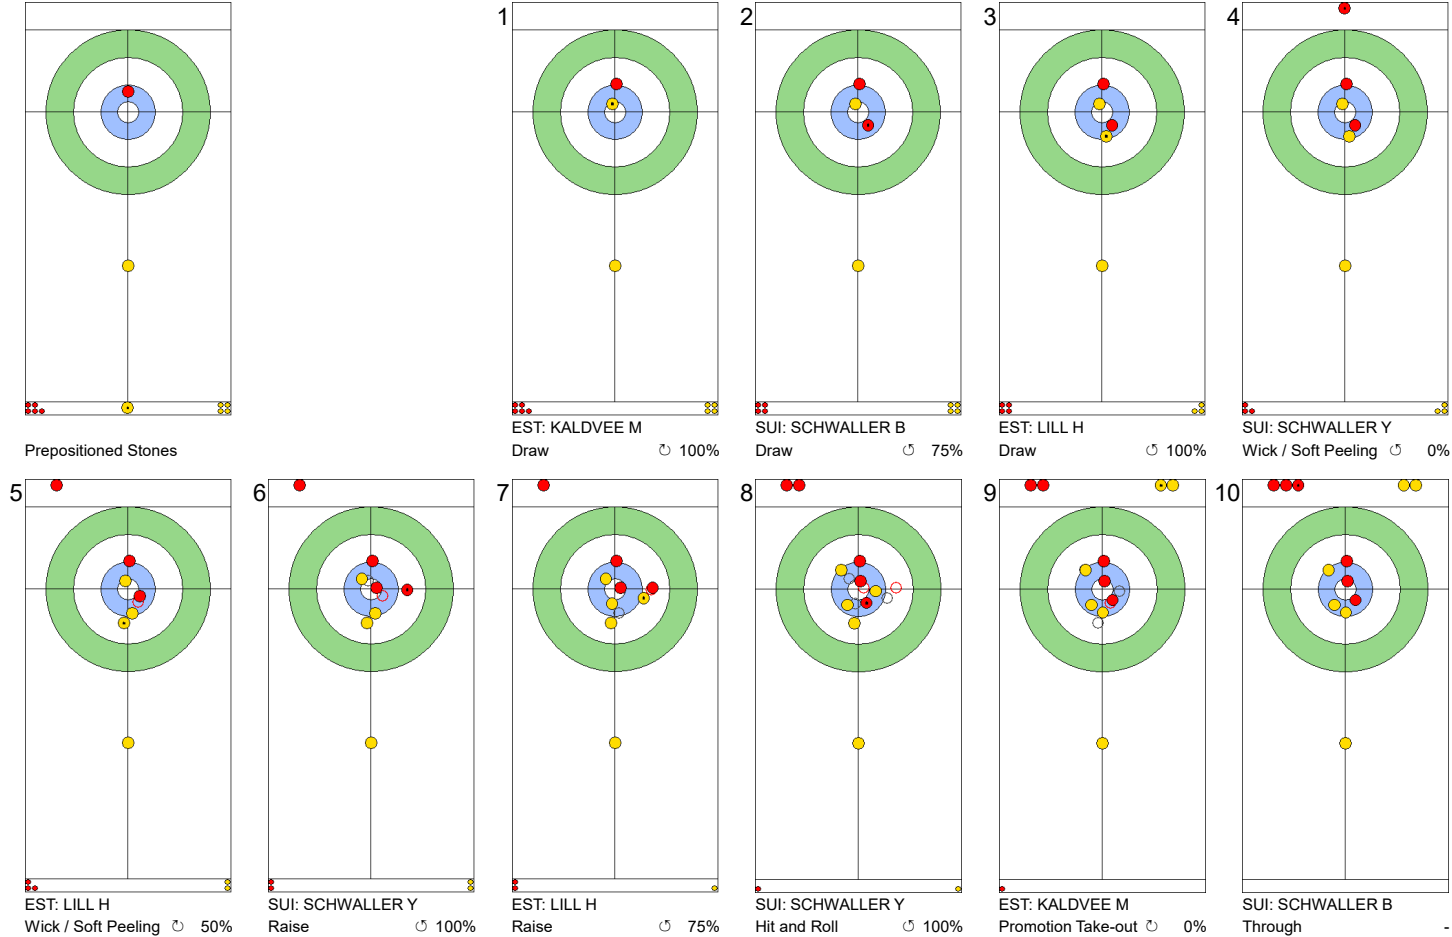 1
2
3
4
Prepositioned Stones
EST: KALDVEE M
Draw ↻ 100%
SUI: SCHWALLER B
Draw ↺ 75%
EST: LILL H
Draw ↺ 100%
SUI: SCHWALLER Y
Wick / Soft Peeling ↺ 0%
5
6
7
8
9
10
EST: LILL H
Wick / Soft Peeling ↻ 50%
SUI: SCHWALLER Y
Raise ↺ 100%
EST: LILL H
Raise ↺ 75%
SUI: SCHWALLER Y
Hit and Roll ↺ 100%
EST: KALDVEE M
Promotion Take-out ↻ 0%
SUI: SCHWALLER B
Through -